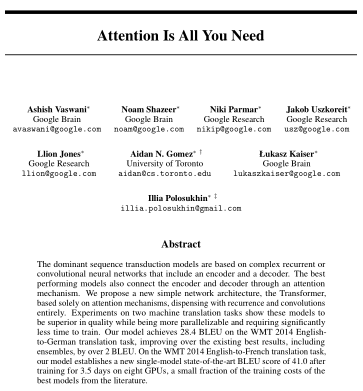 Attention Is All You Need
Ashish Vaswani* Noam Shazeer* Niki Parmar* Jakob Uszkoreit*
Google Brain Google Brain Google Research Google Research
avaswani@google.com noam@google.com nikip@google.com usz@google.com
Llion Jones* Aidan N. Gomez* † Łukasz Kaiser*
Google Research University of Toronto Google Brain
llion@google.com aidan@cs.toronto.edu lukaszkaiser@google.com
Illia Polosukhin* ‡
illia.polosukhin@gmail.com
Abstract
The dominant sequence transduction models are based on complex recurrent or
convolutional neural networks that include an encoder and a decoder. The best
performing models also connect the encoder and decoder through an attention
mechanism. We propose a new simple network architecture, the Transformer,
based solely on attention mechanisms, dispensing with recurrence and convolutions
entirely. Experiments on two machine translation tasks show these models to
be superior in quality while being more parallelizable and requiring significantly
less time to train. Our model achieves 28.4 BLEU on the WMT 2014 English-
to-German translation task, improving over the existing best results, including
ensembles, by over 2 BLEU. On the WMT 2014 English-to-French translation task,
our model establishes a new single-model state-of-the-art BLEU score of 41.0 after
training for 3.5 days on eight GPUs, a small fraction of the training costs of the
best models from the literature.